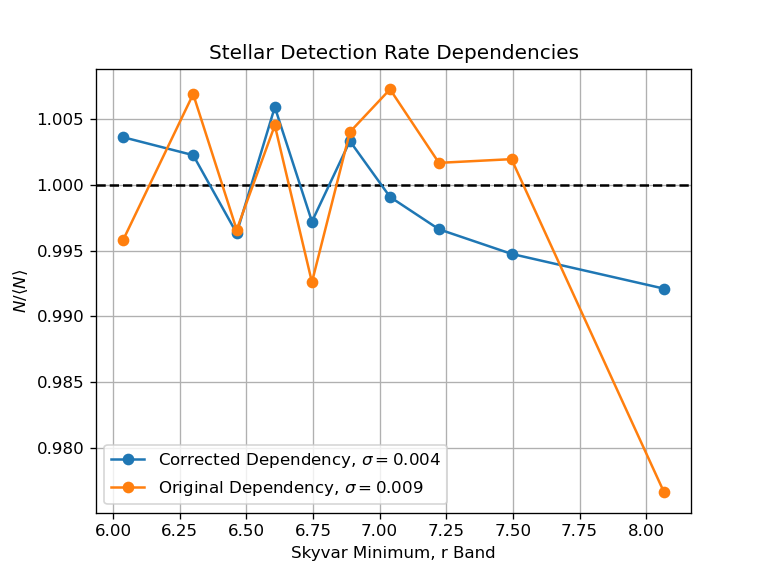 Stellar Detection Rate Dependencies
1.005
1.000
0.995
0.990
0.985
0.980
N/⟨N⟩
Corrected Dependency, σ = 0.004
Original Dependency, σ = 0.009
6.00 6.25 6.50 6.75 7.00 7.25 7.50 7.75 8.00
Skyvar Minimum, r Band